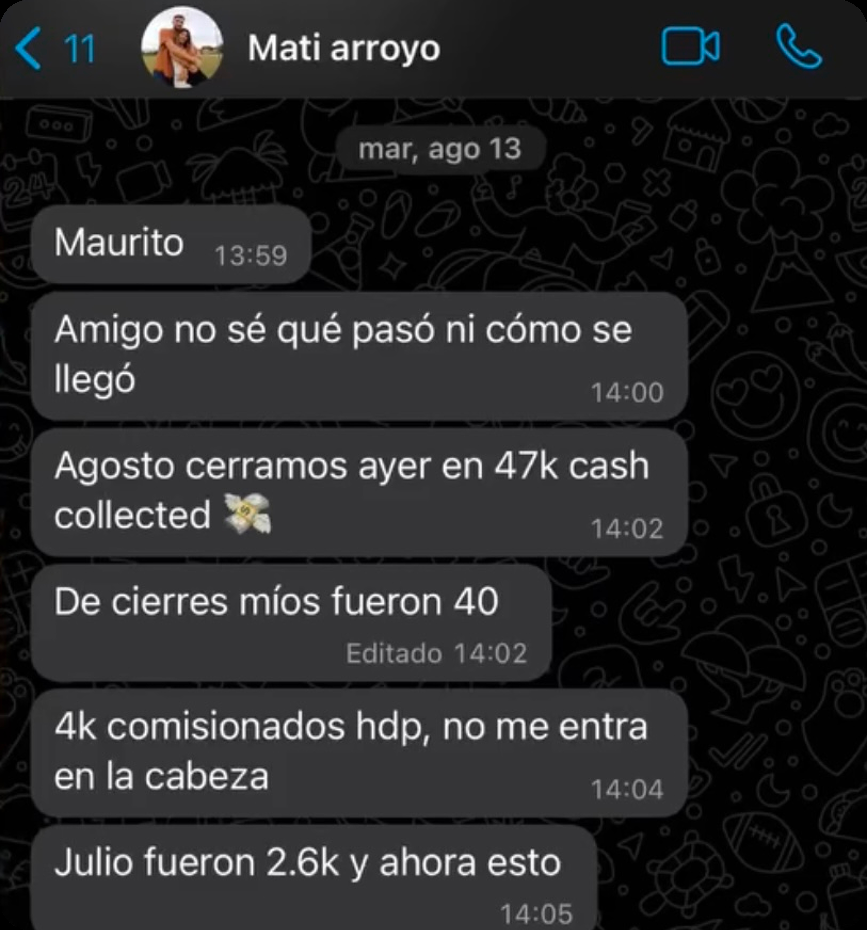 11 Mati arroyo
mar, ago 13
Maurito 13:59
Amigo no sé qué pasó ni cómo se
llegó 14:00
Agosto cerramos ayer en 47k cash
collected 💸 14:02
De cierres míos fueron 40
Editado 14:02
4k comisionados hdp, no me entra
en la cabeza 14:04
Julio fueron 2.6k y ahora esto
14:05